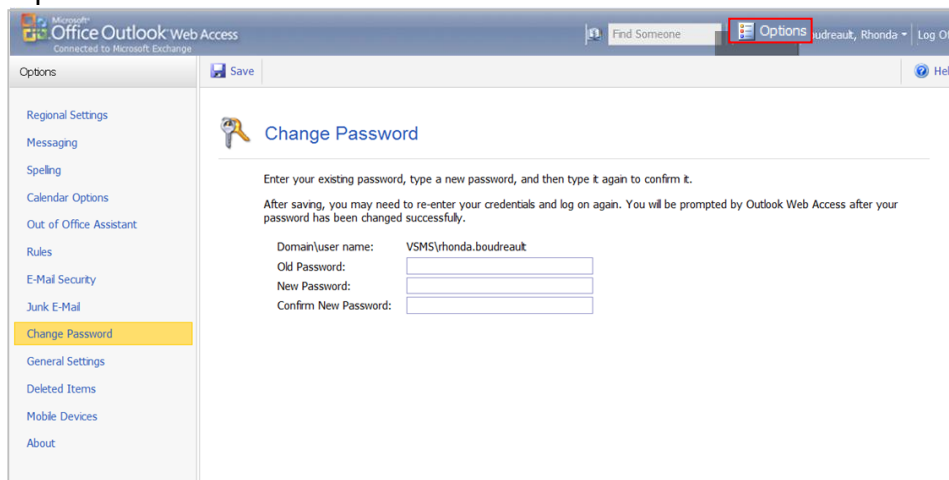 Microsoft®
Office Outlook Web Access
Connected to Microsoft Exchange
Find Someone
Options
Boudreault, Rhonda
Log Of
Options
Save
Hel
Regional Settings
Messaging
Spelling
Calendar Options
Out of Office Assistant
Rules
E-Mail Security
Junk E-Mail
Change Password
General Settings
Deleted Items
Mobile Devices
About
Change Password
Enter your existing password, type a new password, and then type it again to confirm it.
After saving, you may need to re-enter your credentials and log on again. You will be prompted by Outlook Web Access after your
password has been changed successfully.
Domain\user name: VSMS\rhonda.boudreault
Old Password:
New Password:
Confirm New Password: